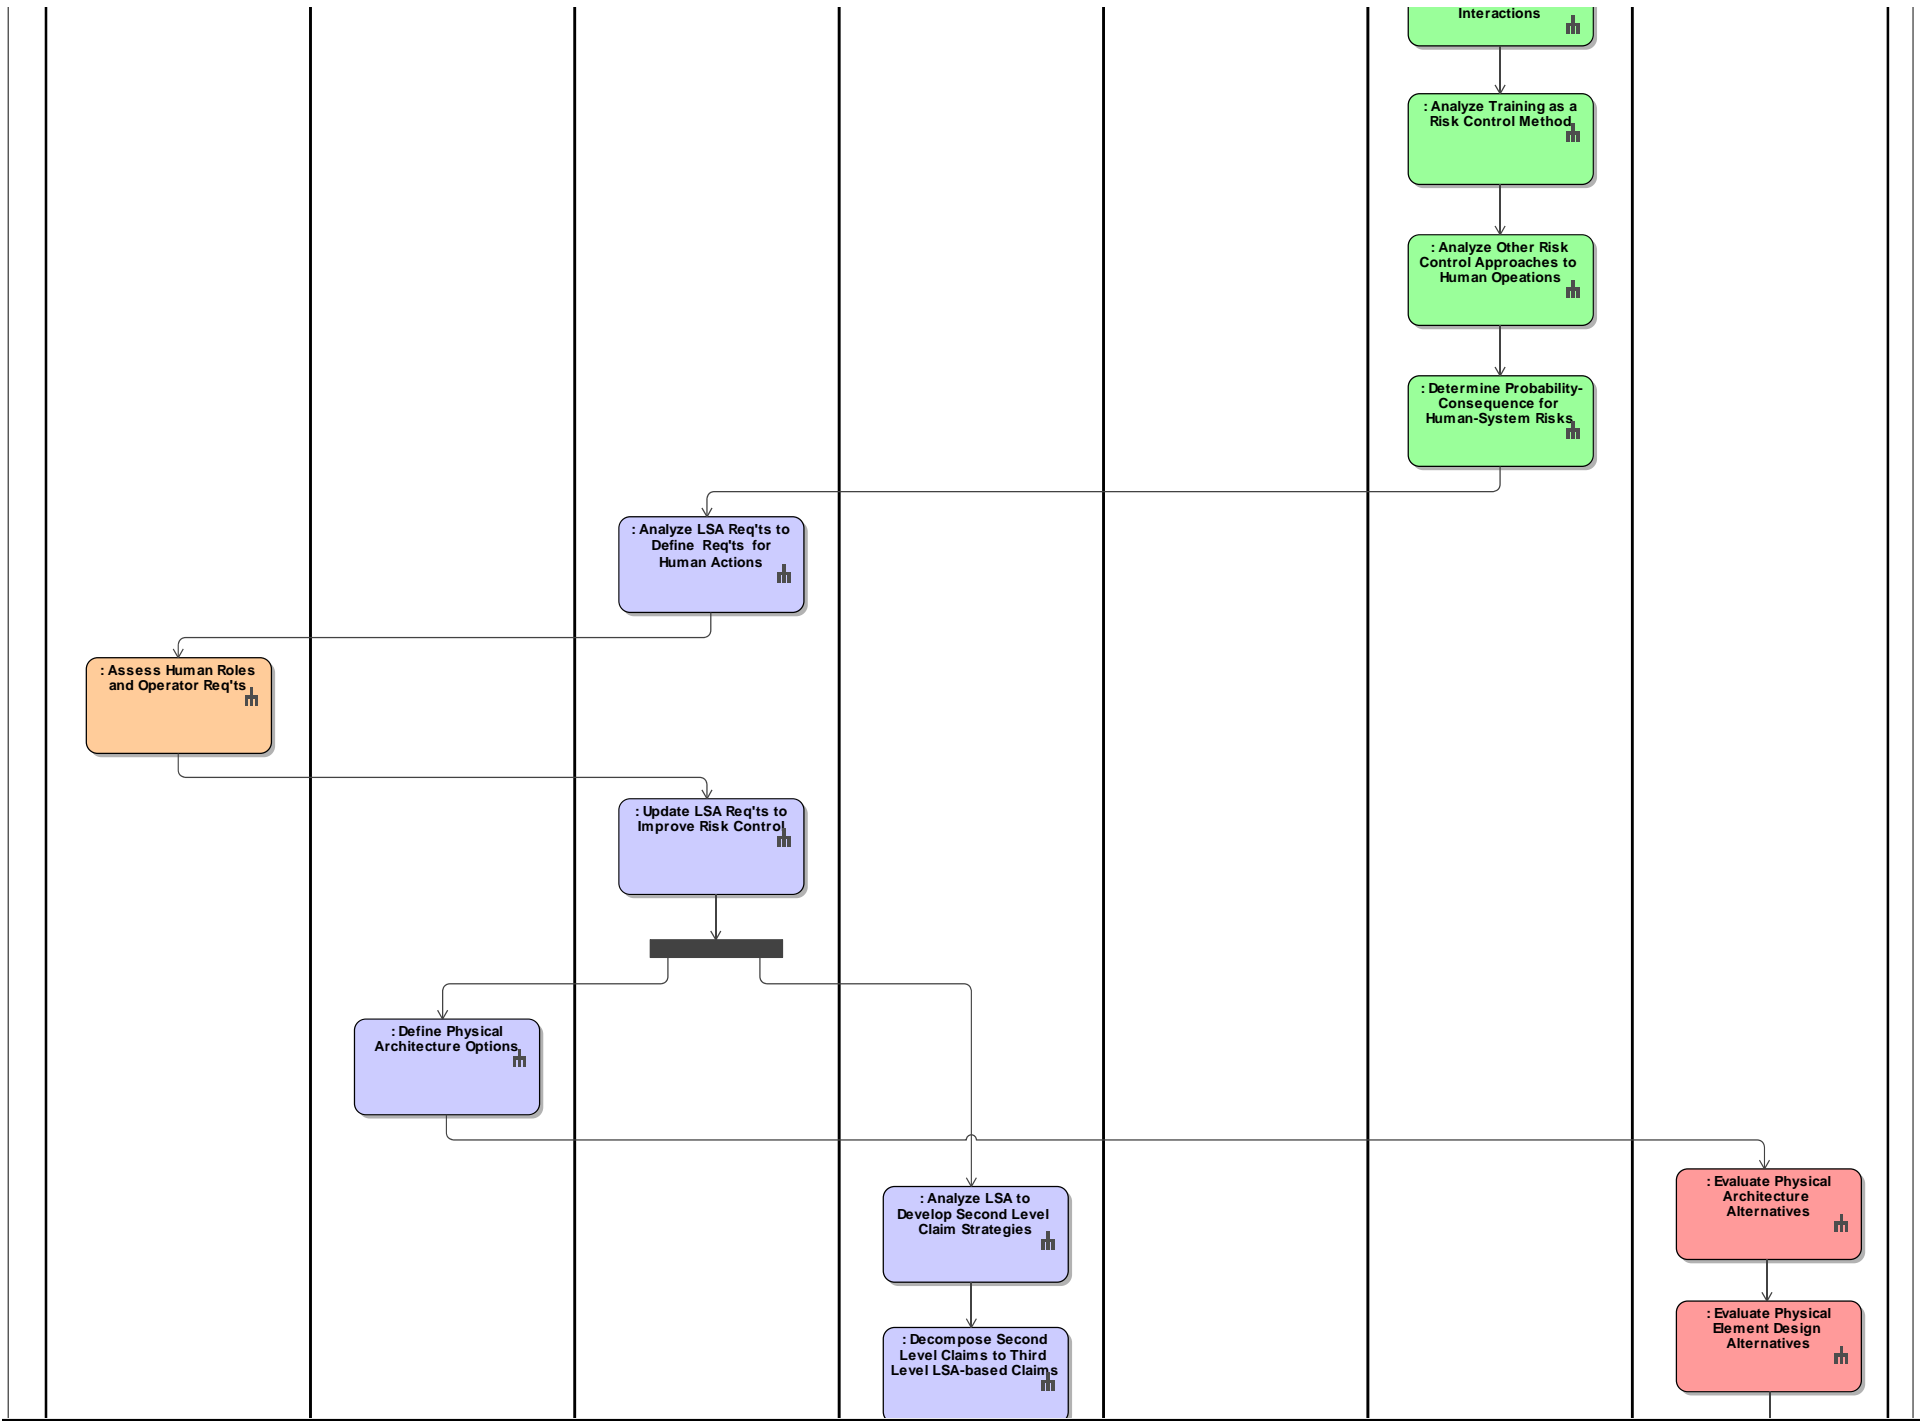 Interactions
: Analyze Training as a
Risk Control Method
: Analyze Other Risk
Control Approaches to
Human Opeations
: Determine Probability-
Consequence for
Human-System Risks
: Analyze LSA Req'ts to
Define Req'ts for
Human Actions
: Assess Human Roles
and Operator Req'ts
: Update LSA Req'ts to
Improve Risk Control
: Define Physical
Architecture Options
: Evaluate Physical
Architecture
Alternatives
: Analyze LSA to
Develop Second Level
Claim Strategies
: Evaluate Physical
Element Design
Alternatives
: Decompose Second
Level Claims to Third
Level LSA-based Claims